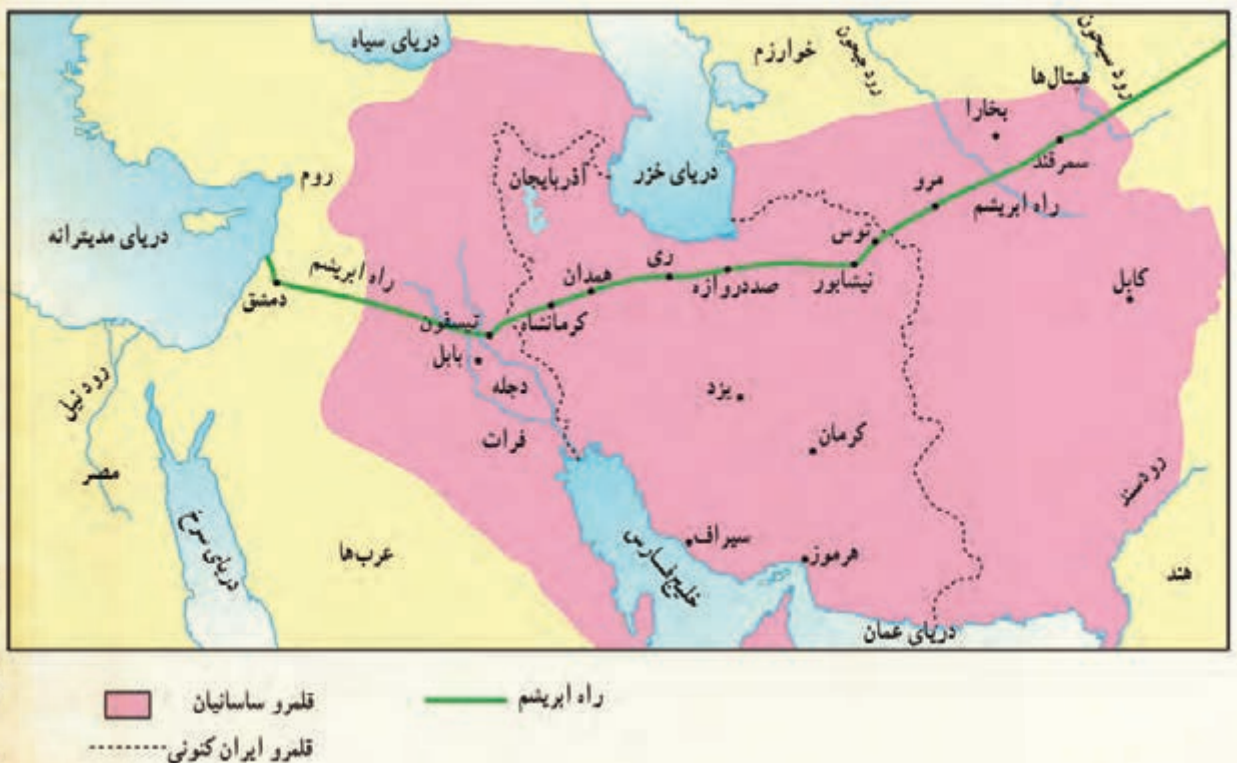 دریای سیاه
خوارزم
رود جیحون
رود سیحون
هپتال‌ها
بخارا
سمرقند
آذربایجان
دریای خزر
روم
مرو
راه ابریشم
دریای مدیترانه
توس
نیشابور
صددروازه
ری
همدان
کرمانشاه
راه ابریشم
دمشق
تیسفون
بابل
کابل
دجله
یزد
فرات
کرمان
رود نیل
مصر
رود سند
دریای سرخ
عرب‌ها
خلیج فارس
سیراف
هرموز
هند
دریای عمان
راه ابریشم
قلمرو ساسانیان
قلمرو ایران کنونی